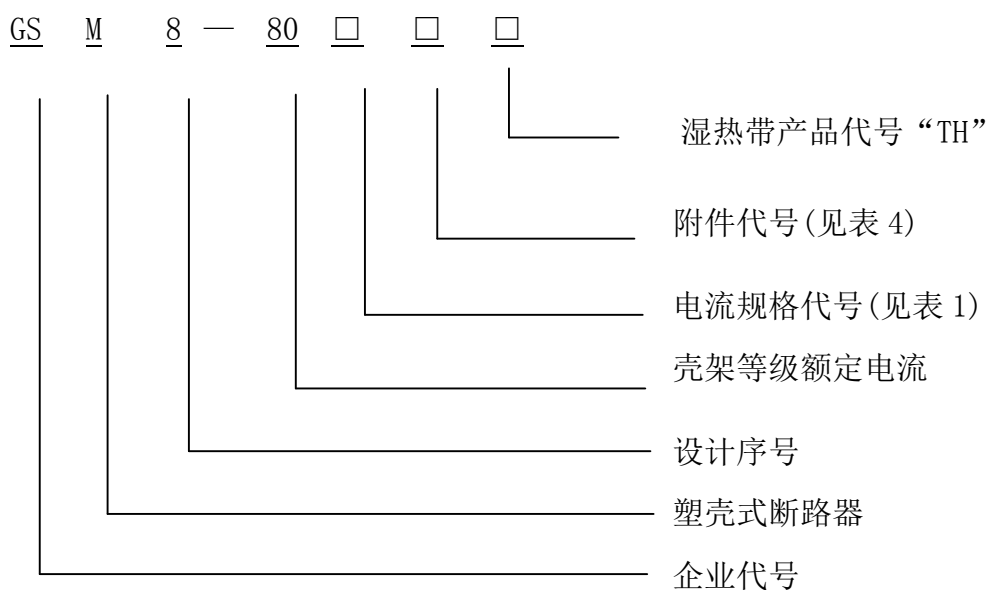 GS M 8 — 80 □ □ □
湿热带产品代号“TH”
附件代号(见表 4)
电流规格代号(见表 1)
壳架等级额定电流
设计序号
塑壳式断路器
企业代号